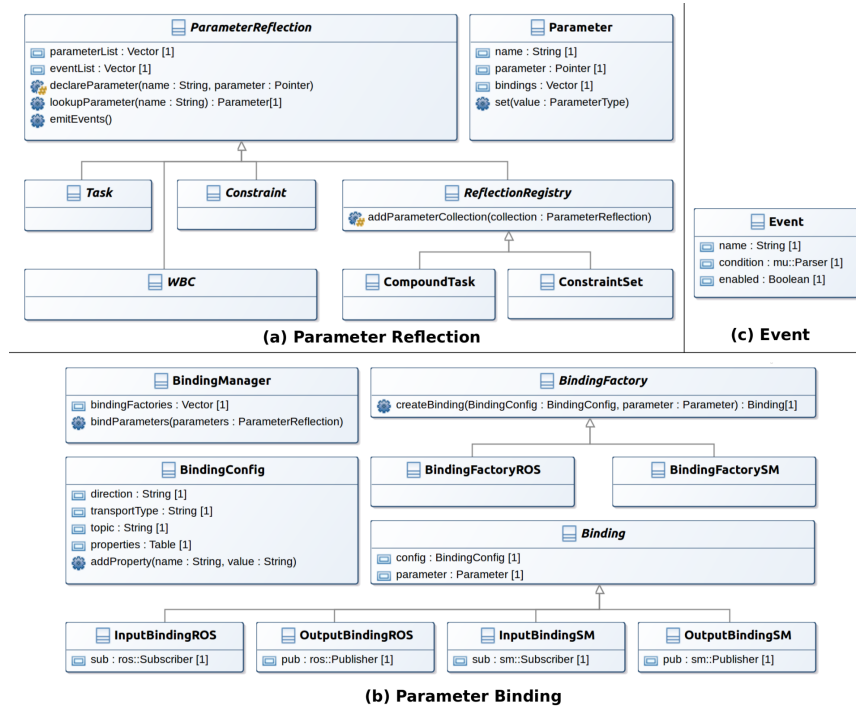 ParameterReflection
parameterList : Vector [1]
eventList : Vector [1]
declareParameter(name : String, parameter : Pointer)
lookupParameter(name : String) : Parameter[1]
emitEvents()
Parameter
name : String [1]
parameter : Pointer [1]
bindings : Vector [1]
set(value : ParameterType)
Task
Constraint
ReflectionRegistry
addParameterCollection(collection : ParameterReflection)
WBC
CompoundTask
ConstraintSet
(a) Parameter Reflection
Event
name : String [1]
condition : mu::Parser [1]
enabled : Boolean [1]
(c) Event
BindingManager
bindingFactories : Vector [1]
bindParameters(parameters : ParameterReflection)
BindingFactory
createBinding(BindingConfig : BindingConfig, parameter : Parameter) : Binding[1]
BindingConfig
direction : String [1]
transportType : String [1]
topic : String [1]
properties : Table [1]
addProperty(name : String, value : String)
BindingFactoryROS
BindingFactorySM
Binding
config : BindingConfig [1]
parameter : Parameter [1]
InputBindingROS
sub : ros::Subscriber [1]
OutputBindingROS
pub : ros::Publisher [1]
InputBindingSM
sub : sm::Subscriber [1]
OutputBindingSM
pub : sm::Publisher [1]
(b) Parameter Binding